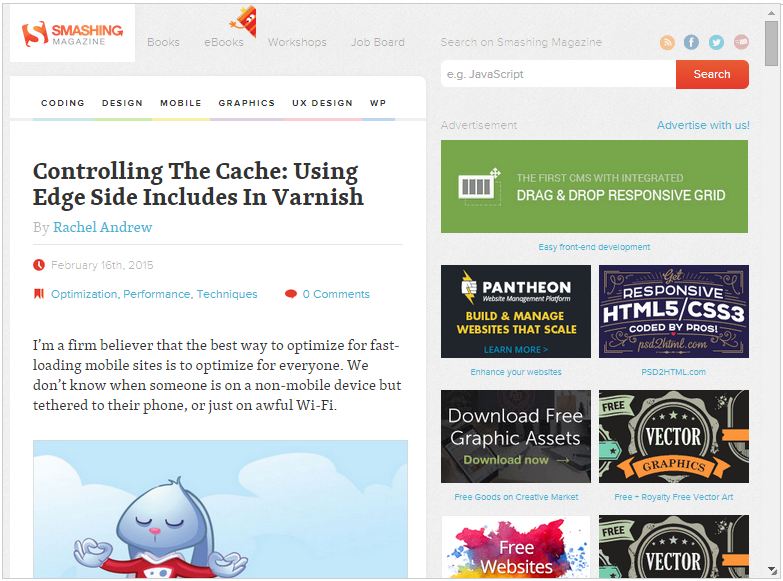 SMASHING
MAGAZINE
Books
eBooks
Workshops
Job Board
Search on Smashing Magazine
e.g. JavaScript
Search
CODING
DESIGN
MOBILE
GRAPHICS
UX DESIGN
WP
Controlling The Cache: Using
Edge Side Includes In Varnish
By Rachel Andrew
February 16th, 2015
Optimization, Performance, Techniques
0 Comments
I’m a firm believer that the best way to optimize for fast-
loading mobile sites is to optimize for everyone. We
don’t know when someone is on a non-mobile device but
tethered to their phone, or just on awful Wi-Fi.
Advertisement
Advertise with us!
THE FIRST CMS WITH INTEGRATED
DRAG & DROP RESPONSIVE GRID
Easy front-end development
PANTHEON
Website Management Platform
BUILD & MANAGE
WEBSITES THAT SCALE
LEARN MORE >
Enhance your websites
Get
RESPONSIVE
HTML5/CSS3
CODED BY PROS!
psd2html.com
PSD2HTML.com
Download Free
Graphic Assets
Download now →
Free Goods on Creative Market
FREE
VECTOR
GRAPHICS
Free + Royalty Free Vector Art
Free
Websites
FREE
VECTOR